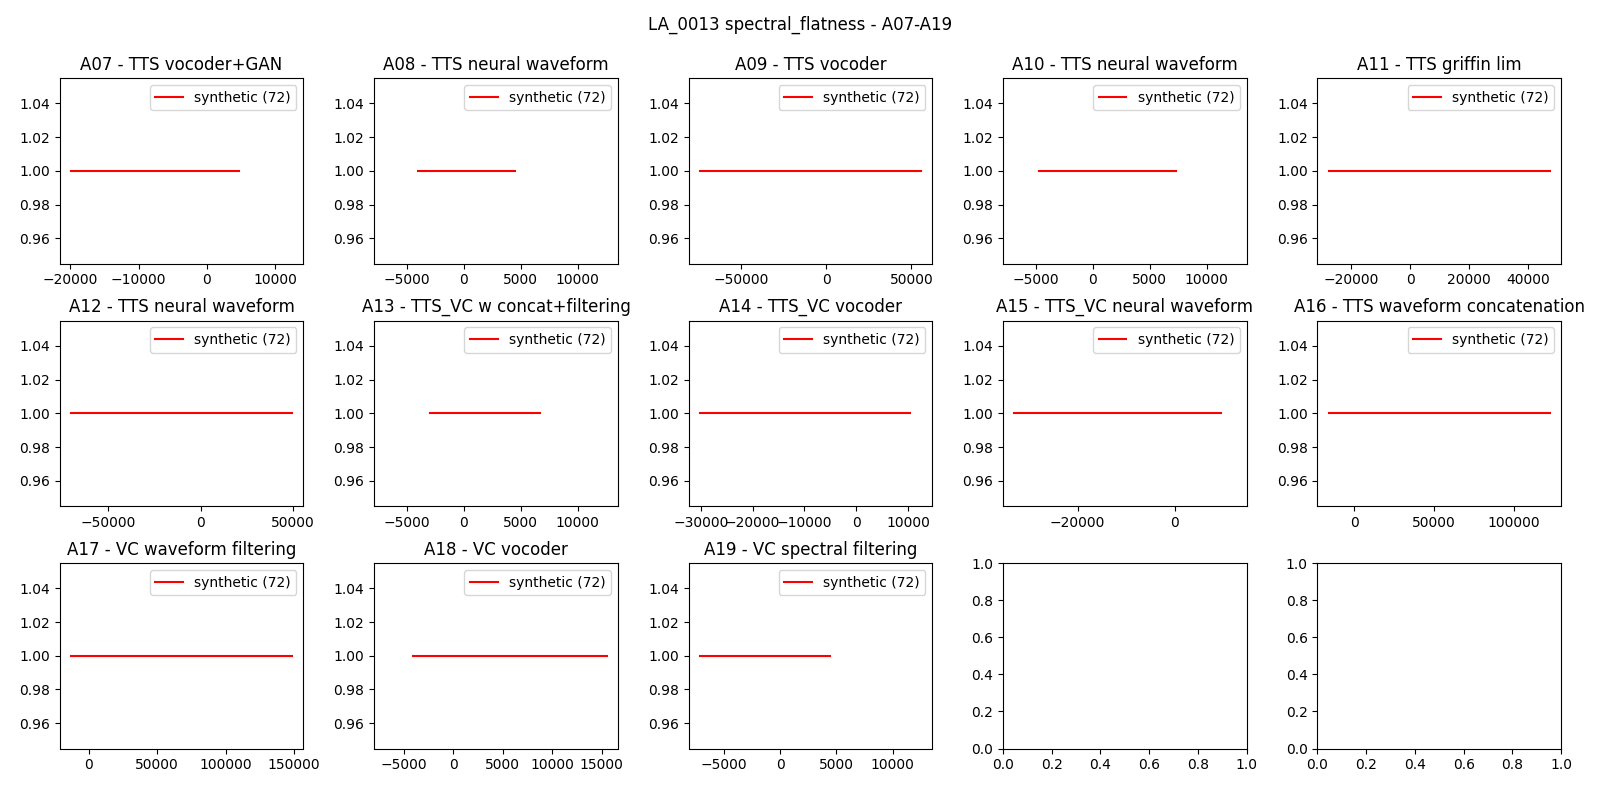 LA_0013 spectral_flatness - A07-A19
A07 - TTS vocoder+GAN
A08 - TTS neural waveform
A09 - TTS vocoder
A10 - TTS neural waveform
A11 - TTS griffin lim
synthetic (72)
synthetic (72)
synthetic (72)
synthetic (72)
synthetic (72)
1.04 1.04 1.04 1.04 1.04
1.02 1.02 1.02 1.02 1.02
1.00 1.00 1.00 1.00 1.00
0.98 0.98 0.98 0.98 0.98
0.96 0.96 0.96 0.96 0.96
−20000 −10000 0 10000
−5000 0 5000 10000
−50000 0 50000
−5000 0 5000 10000
−20000 0 20000 40000
A12 - TTS neural waveform
A13 - TTS_VC w concat+filtering
A14 - TTS_VC vocoder
A15 - TTS_VC neural waveform
A16 - TTS waveform concatenation
synthetic (72)
synthetic (72)
synthetic (72)
synthetic (72)
synthetic (72)
1.04 1.04 1.04 1.04 1.04
1.02 1.02 1.02 1.02 1.02
1.00 1.00 1.00 1.00 1.00
0.98 0.98 0.98 0.98 0.98
0.96 0.96 0.96 0.96 0.96
−50000 0 50000
−5000 0 5000 10000
−30000 −20000 −10000 0 10000
−20000 0
0 50000 100000
A17 - VC waveform filtering
A18 - VC vocoder
A19 - VC spectral filtering
synthetic (72)
synthetic (72)
synthetic (72)
1.04 1.04 1.04 1.0 1.0
1.02 1.02 1.02 0.8 0.8
1.00 1.00 1.00 0.6 0.6
0.98 0.98 0.98 0.4 0.4
0.96 0.96 0.96 0.2 0.2
0.0 0.0
0 50000 100000 150000
−5000 0 5000 10000 15000
−5000 0 5000 10000
0.0 0.2 0.4 0.6 0.8 1.0
0.0 0.2 0.4 0.6 0.8 1.0